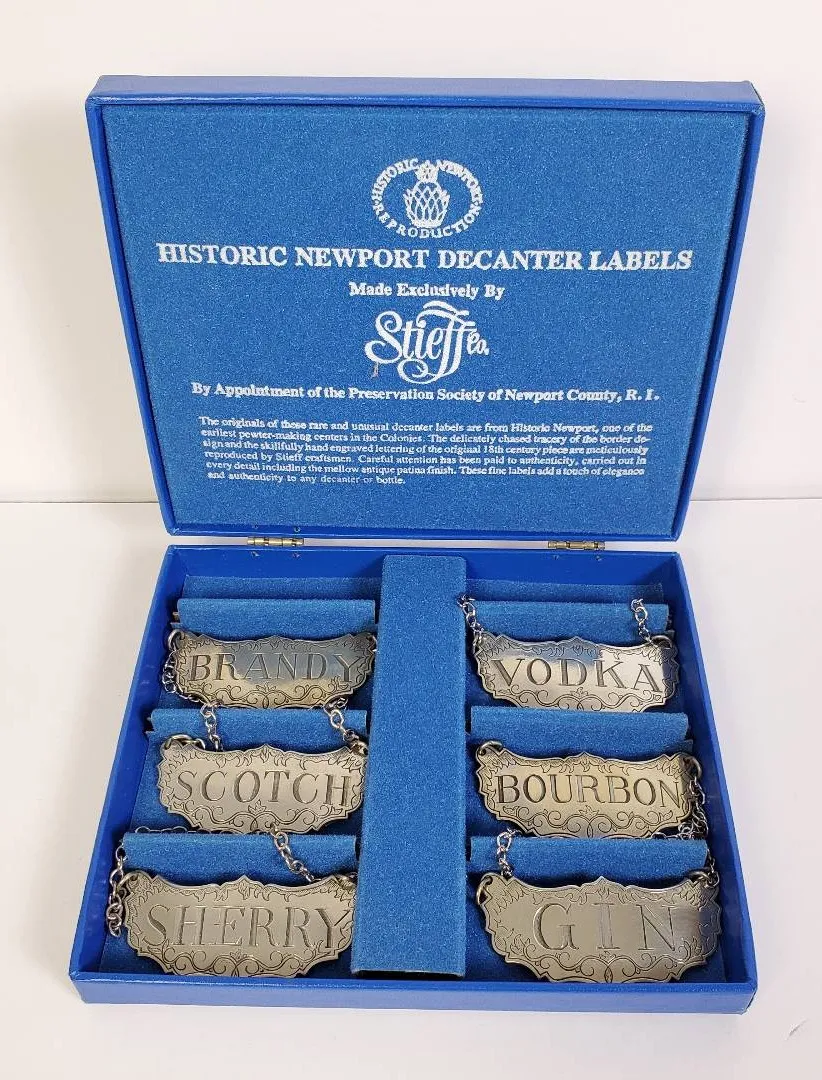 HISTORIC NEWPORT
REPRODUCTION
HISTORIC NEWPORT DECANTER LABELS
Made Exclusively By
Stieff Co.
By Appointment of the Preservation Society of Newport County, R. I.
The originals of these rare and unusual decanter labels are from Historic Newport, one of the
earliest pewter-making centers in the Colonies. The delicately chased tracery of the border de-
sign and the skillfully hand engraved lettering of the original 18th century piece are meticulously
reproduced by Stieff craftsmen. Careful attention has been paid to authenticity, carried out in
every detail including the mellow antique patina finish. These fine labels add a touch of elegance
and authenticity to any decanter or bottle.
BRANDY
VODKA
SCOTCH
BOURBON
SHERRY
GIN